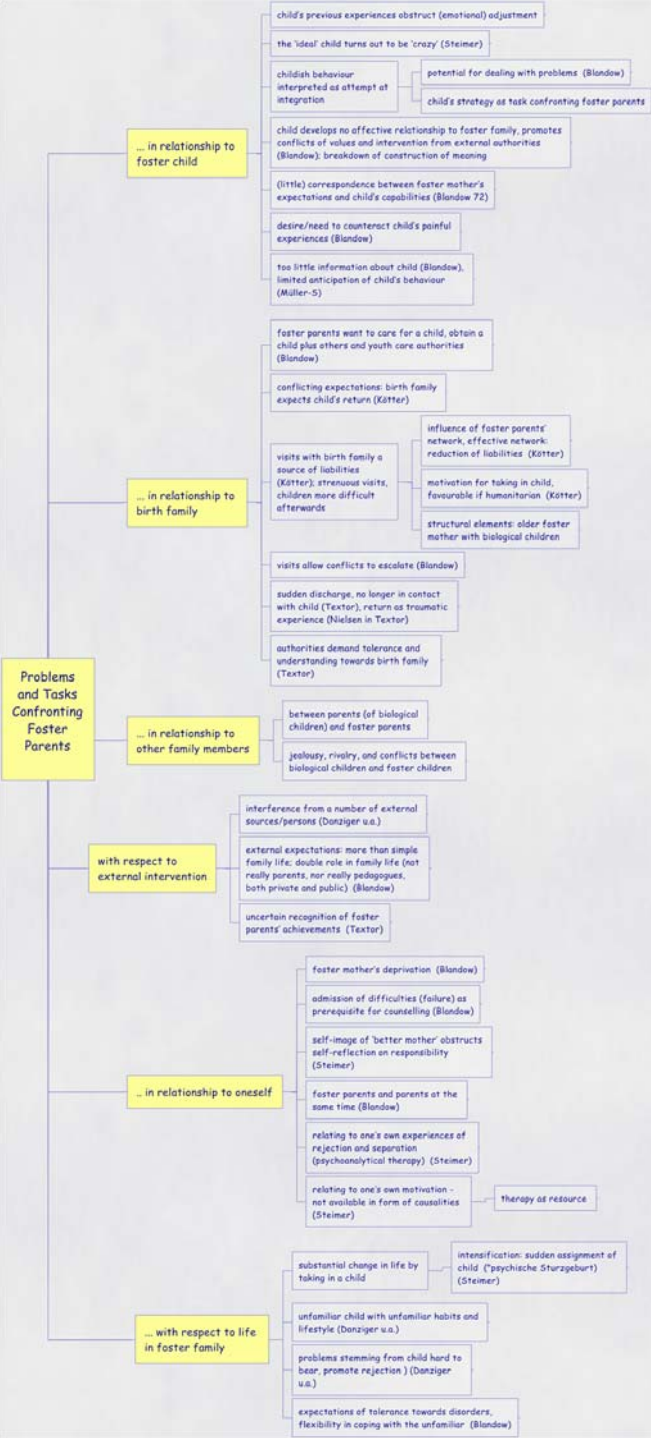 Problems
and Tasks
Confronting
Foster
Parents
... in relationship to
foster child
child's previous experiences obstruct (emotional) adjustment
the 'ideal' child turns out to be 'crazy' (Steimer)
childish behaviour
interpreted as attempt at
integration
potential for dealing with problems (Blandow)
child's strategy as task confronting foster parents
child develops no affective relationship to foster family, promotes
conflicts of values and intervention from external authorities
(Blandow); breakdown of construction of meaning
(little) correspondence between foster mother's
expectations and child's capabilities (Blandow 72)
desire/need to counteract child's painful
experiences (Blandow)
too little information about child (Blandow),
limited anticipation of child's behaviour
(Müller-S)
... in relationship to
birth family
foster parents want to care for a child, obtain a
child plus others and youth care authorities
(Blandow)
conflicting expectations: birth family
expects child's return (Kötter)
visits with birth family a
source of liabilities
(Kötter); strenuous visits,
children more difficult
afterwards
influence of foster parents'
network, effective network:
reduction of liabilities (Kötter)
motivation for taking in child,
favourable if humanitarian (Kötter)
structural elements: older foster
mother with biological children
visits allow conflicts to escalate (Blandow)
sudden discharge, no longer in contact
with child (Textor), return as traumatic
experience (Nielsen in Textor)
authorities demand tolerance and
understanding towards birth family
(Textor)
... in relationship to
other family members
between parents (of biological
children) and foster parents
jealousy, rivalry, and conflicts between
biological children and foster children
with respect to
external intervention
interference from a number of external
sources/persons (Danziger u.a.)
external expectations: more than simple
family life; double role in family life (not
really parents, nor really pedagogues,
both private and public) (Blandow)
uncertain recognition of foster
parents' achievements (Textor)
.. in relationship to oneself
foster mother's deprivation (Blandow)
admission of difficulties (failure) as
prerequisite for counselling (Blandow)
self-image of 'better mother' obstructs
self-reflection on responsibility
(Steimer)
foster parents and parents at the
same time (Blandow)
relating to one's own experiences of
rejection and separation
(psychoanalytical therapy) (Steimer)
relating to one's own motivation -
not available in form of causalities
(Steimer)
therapy as resource
... with respect to life
in foster family
substantial change in life by
taking in a child
intensification: sudden assignment of
child ("psychische Sturzgeburt)
(Steimer)
unfamiliar child with unfamiliar habits and
lifestyle (Danziger u.a.)
problems stemming from child hard to
bear, promote rejection ) (Danziger
u.a.)
expectations of tolerance towards disorders,
flexibility in coping with the unfamiliar (Blandow)